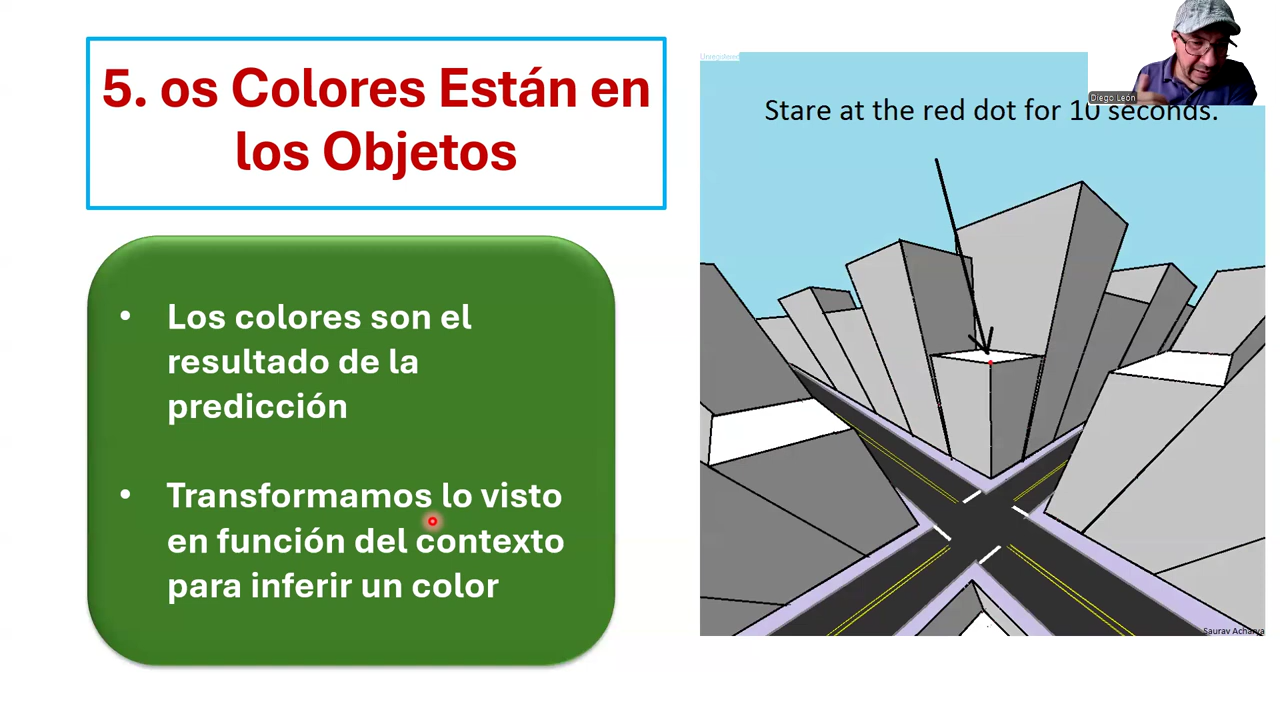 5. os Colores Están en
los Objetos
• Los colores son el
resultado de la
predicción
• Transformamos lo visto
en función del contexto
para inferir un color
Unregistered
Diego León
Stare at the red dot for 10 seconds.
Saurav Acharya